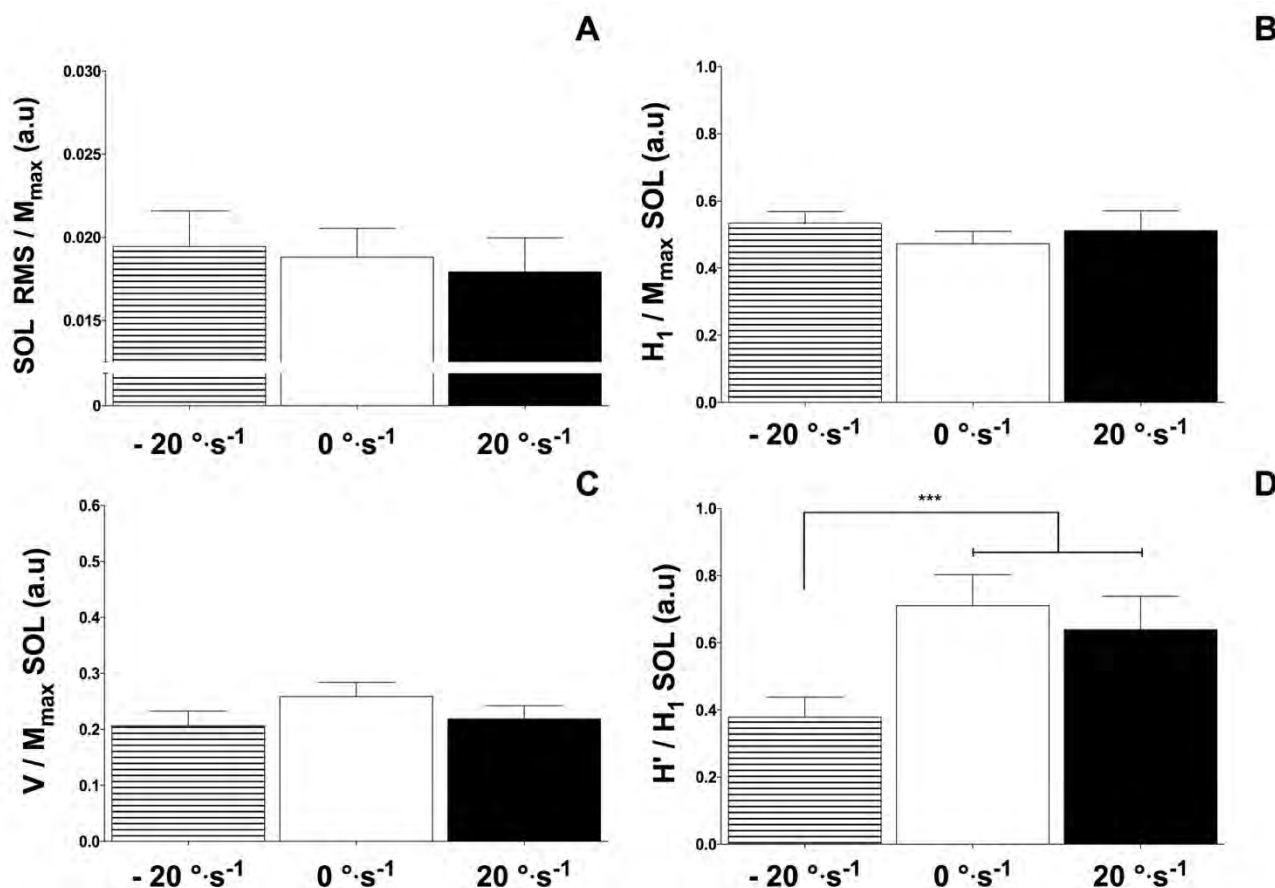 A
SOL RMS / Mmax (a.u)
0.030
0.025
0.020
0.015
0
- 20 °·s-1
0 °·s-1
20 °·s-1
B
H1 / Mmax SOL (a.u)
1.0
0.8
0.6
0.4
0.2
0.0
- 20 °·s-1
0 °·s-1
20 °·s-1
C
V / Mmax SOL (a.u)
0.6
0.5
0.4
0.3
0.2
0.1
0.0
- 20 °·s-1
0 °·s-1
20 °·s-1
D
H' / H1 SOL (a.u)
1.0
0.8
0.6
0.4
0.2
0.0
***
- 20 °·s-1
0 °·s-1
20 °·s-1